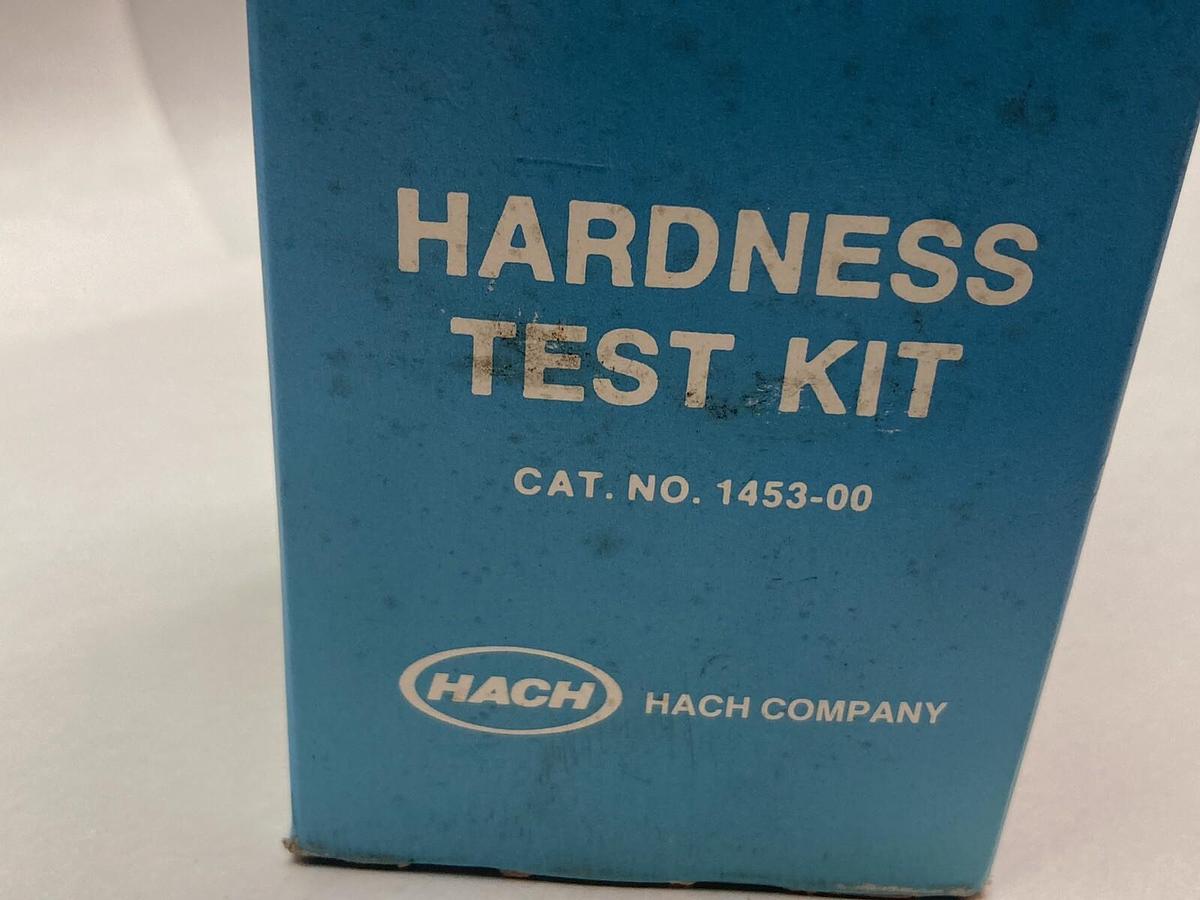 HARDNESS
TEST KIT
CAT. NO. 1453-00
HACH HACH COMPANY